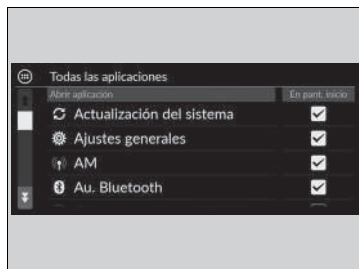 Todas las aplicaciones
Abrir aplicación En pant. inicio
Actualización del sistema
Ajustes generales
AM
Au. Bluetooth